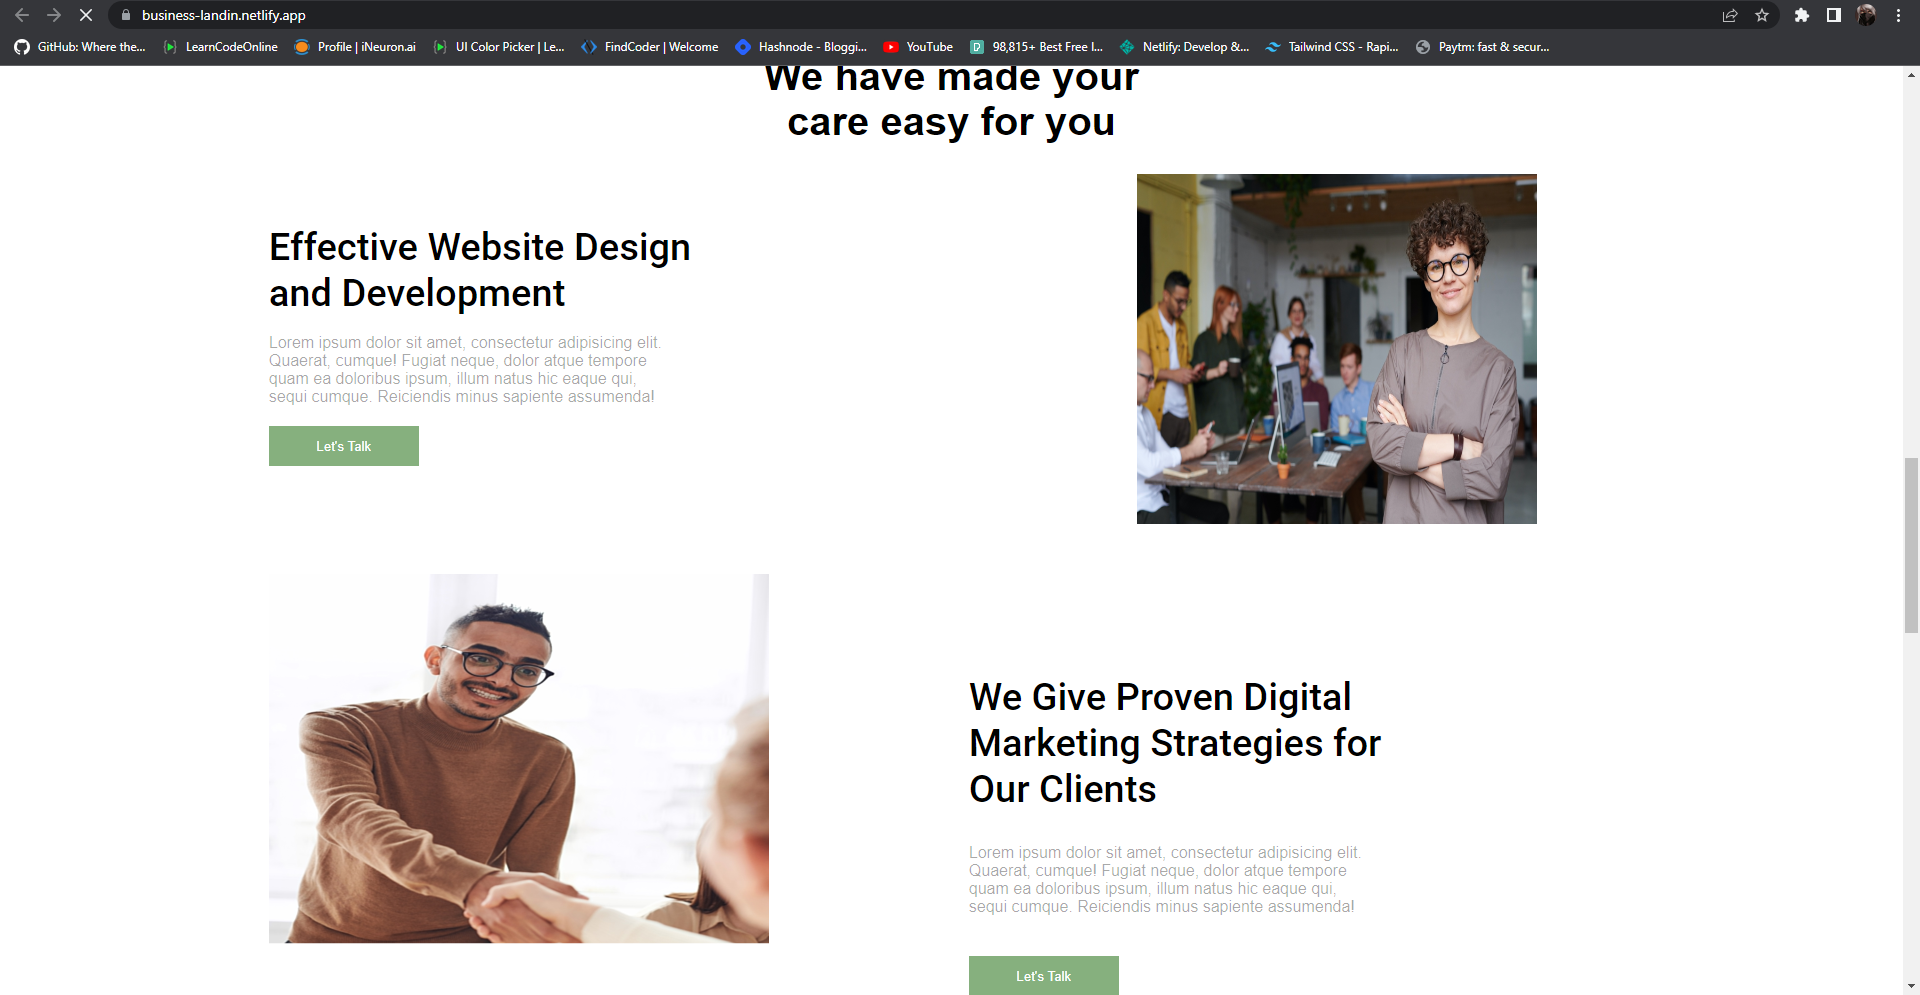 business-landin.netlify.app
GitHub: Where the...
LearnCodeOnline
Profile | iNeuron.ai
UI Color Picker | Le...
FindCoder | Welcome
Hashnode - Bloggi...
YouTube
98,815+ Best Free I...
Netlify: Develop &...
Tailwind CSS - Rapi...
Paytm: fast & secur...
We have made your
care easy for you
Effective Website Design
and Development
Lorem ipsum dolor sit amet, consectetur adipisicing elit.
Quaerat, cumque! Fugiat neque, dolor atque tempore
quam ea doloribus ipsum, illum natus hic eaque qui,
sequi cumque. Reiciendis minus sapiente assumenda!
Let's Talk
We Give Proven Digital
Marketing Strategies for
Our Clients
Lorem ipsum dolor sit amet, consectetur adipisicing elit.
Quaerat, cumque! Fugiat neque, dolor atque tempore
quam ea doloribus ipsum, illum natus hic eaque qui,
sequi cumque. Reiciendis minus sapiente assumenda!
Let's Talk